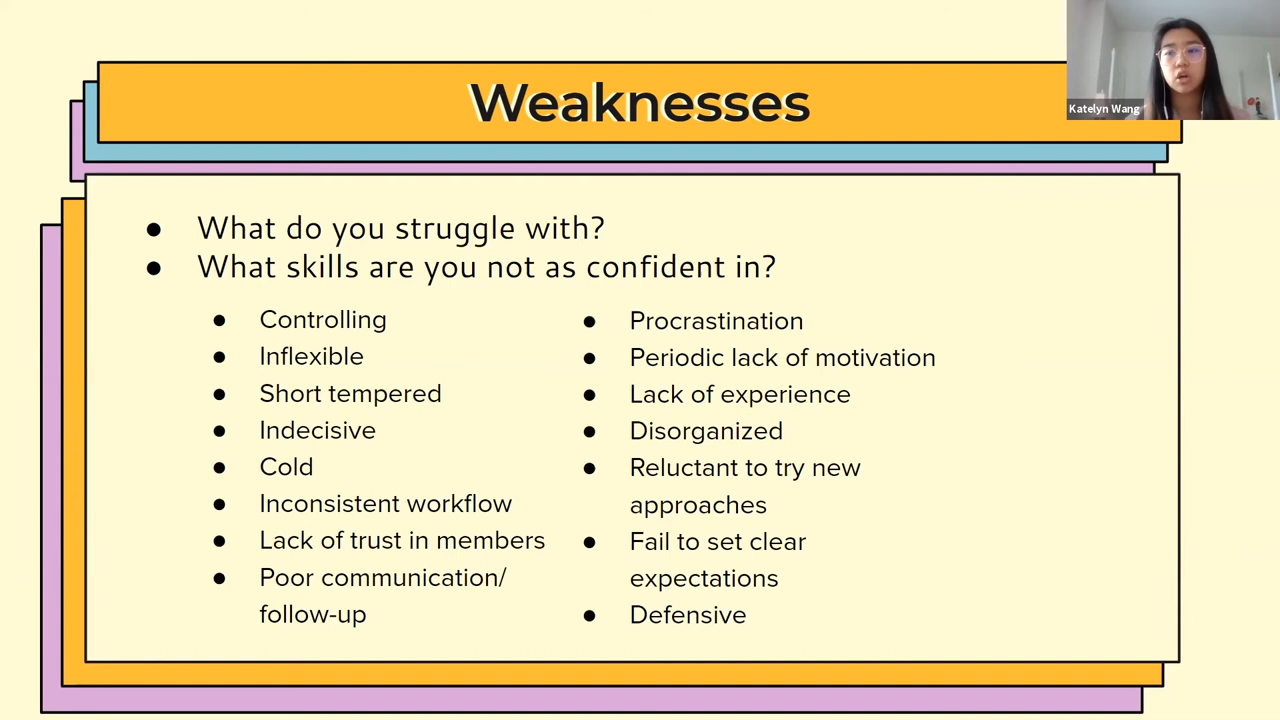 Weaknesses
Katelyn Wang
What do you struggle with?
What skills are you not as confident in?
Controlling
Inflexible
Short tempered
Indecisive
Cold
Inconsistent workflow
Lack of trust in members
Poor communication/
follow-up
Procrastination
Periodic lack of motivation
Lack of experience
Disorganized
Reluctant to try new
approaches
Fail to set clear
expectations
Defensive